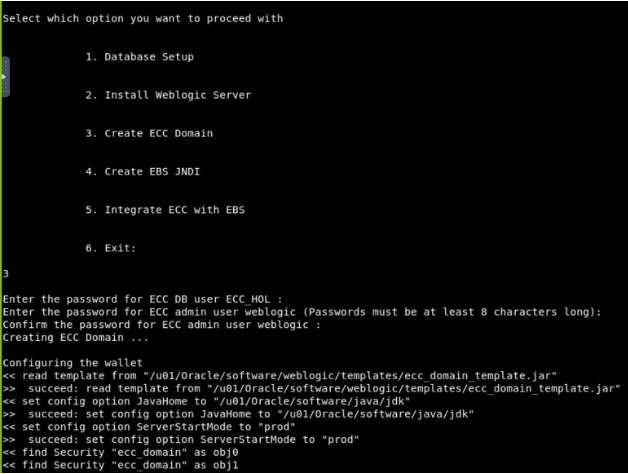 Select which option you want to proceed with
1. Database Setup
2. Install Weblogic Server
3. Create ECC Domain
4. Create EBS JNDI
5. Integrate ECC with EBS
6. Exit:
3
Enter the password for ECC DB user ECC_HOL :
Enter the password for ECC admin user weblogic (Passwords must be at least 8 characters long):
Confirm the password for ECC admin user weblogic :
Creating ECC Domain ...
Configuring the wallet
<< read template from "/u01/Oracle/software/weblogic/templates/ecc_domain_template.jar"
>>  succeed: read template from "/u01/Oracle/software/weblogic/templates/ecc_domain_template.jar"
<< set config option JavaHome to "/u01/Oracle/software/java/jdk"
>>  succeed: set config option JavaHome to "/u01/Oracle/software/java/jdk"
<< set config option ServerStartMode to "prod"
>>  succeed: set config option ServerStartMode to "prod"
<< find Security "ecc_domain" as obj0
<< find Security "ecc_domain" as obj1